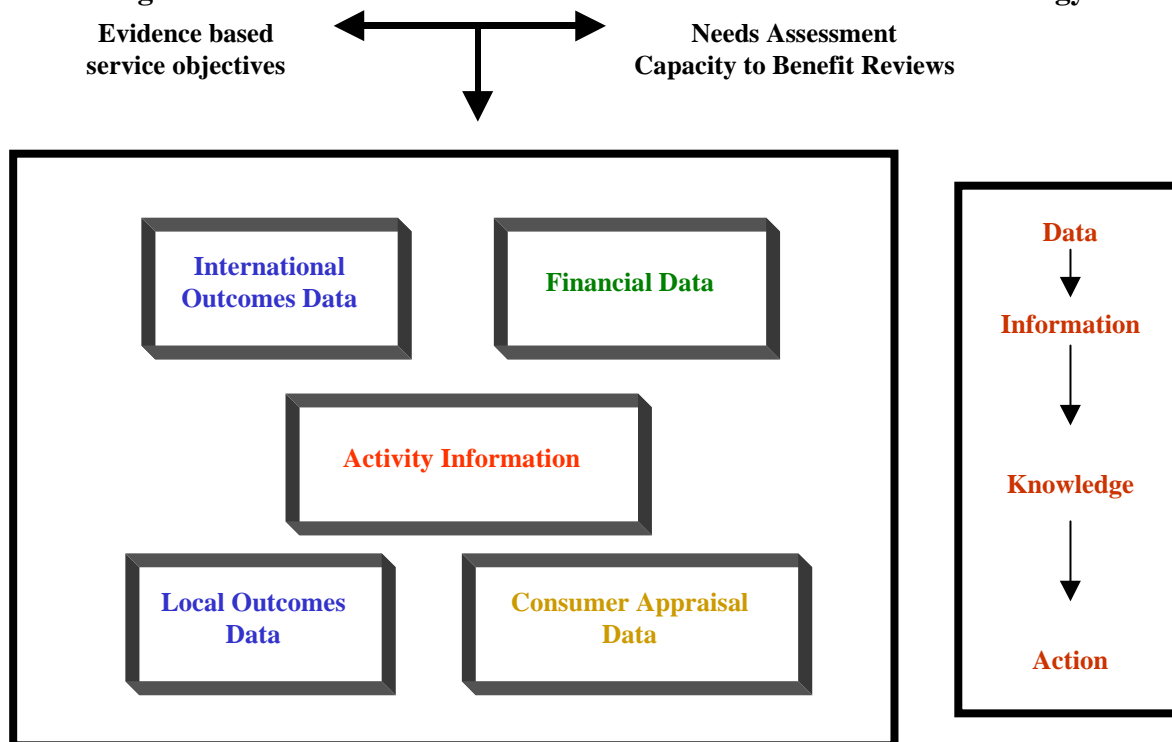 Evidence based
service objectives
Needs Assessment
Capacity to Benefit Reviews
International
Outcomes Data
Financial Data
Activity Information
Local Outcomes
Data
Consumer Appraisal
Data
Data
Information
Knowledge
Action